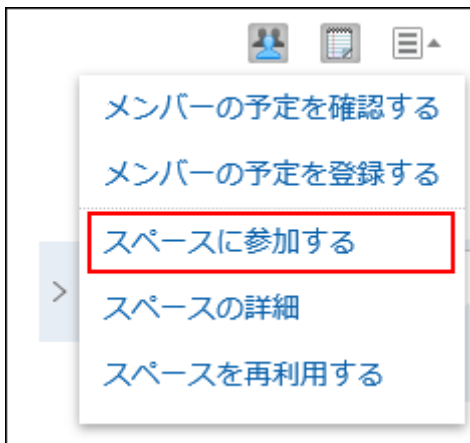 メンバーの予定を確認する
メンバーの予定を登録する
スペースに参加する
スペースの詳細
スペースを再利用する